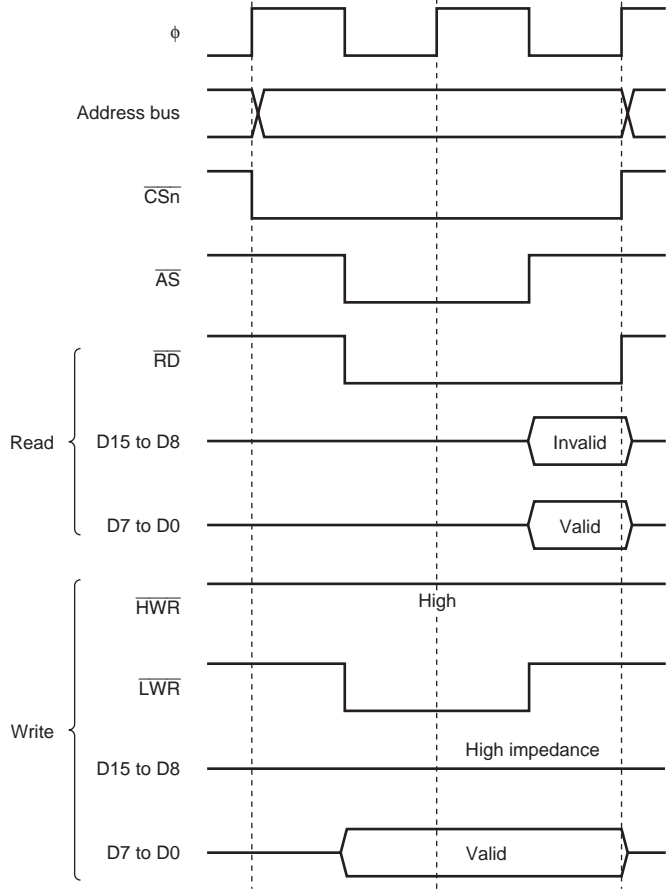 ϕ
Address bus
CSn
AS
RD
Read
D15 to D8
Invalid
D7 to D0
Valid
HWR
High
LWR
Write
High impedance
D15 to D8
D7 to D0
Valid